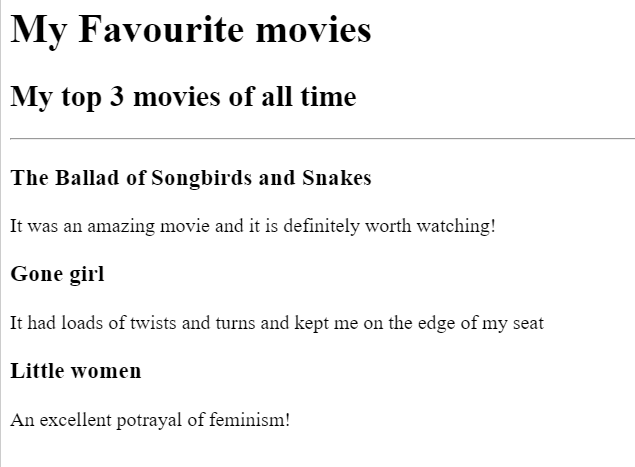 My Favourite movies
My top 3 movies of all time
The Ballad of Songbirds and Snakes
It was an amazing movie and it is definitely worth watching!
Gone girl
It had loads of twists and turns and kept me on the edge of my seat
Little women
An excellent potrayal of feminism!